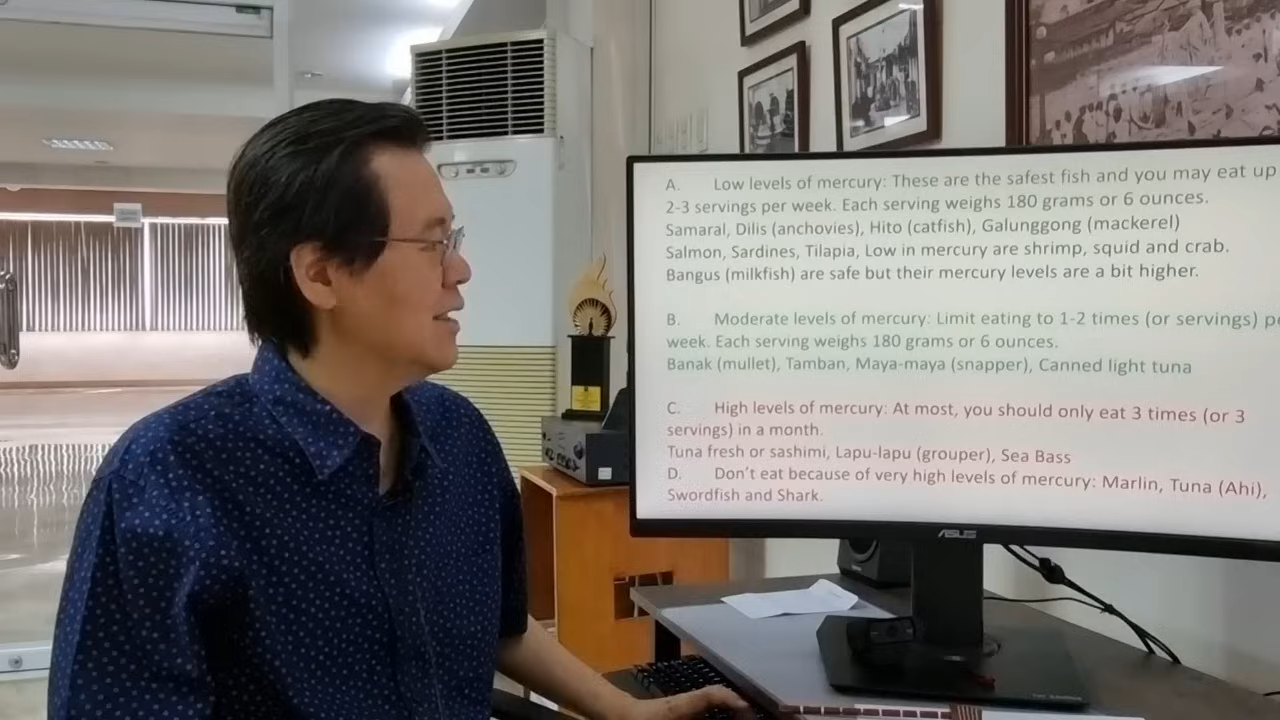 A. Low levels of mercury: These are the safest fish and you may eat up
2-3 servings per week. Each serving weighs 180 grams or 6 ounces.
Samaral, Dilis (anchovies), Hito (catfish), Galunggong (mackerel)
Salmon, Sardines, Tilapia, Low in mercury are shrimp, squid and crab.
Bangus (milkfish) are safe but their mercury levels are a bit higher.
B. Moderate levels of mercury: Limit eating to 1-2 times (or servings) pe
week. Each serving weighs 180 grams or 6 ounces.
Banak (mullet), Tamban, Maya-maya (snapper), Canned light tuna
C. High levels of mercury: At most, you should only eat 3 times (or 3
servings) in a month.
Tuna fresh or sashimi, Lapu-lapu (grouper), Sea Bass
D. Don't eat because of very high levels of mercury: Marlin, Tuna (Ahi),
Swordfish and Shark.
ASUS